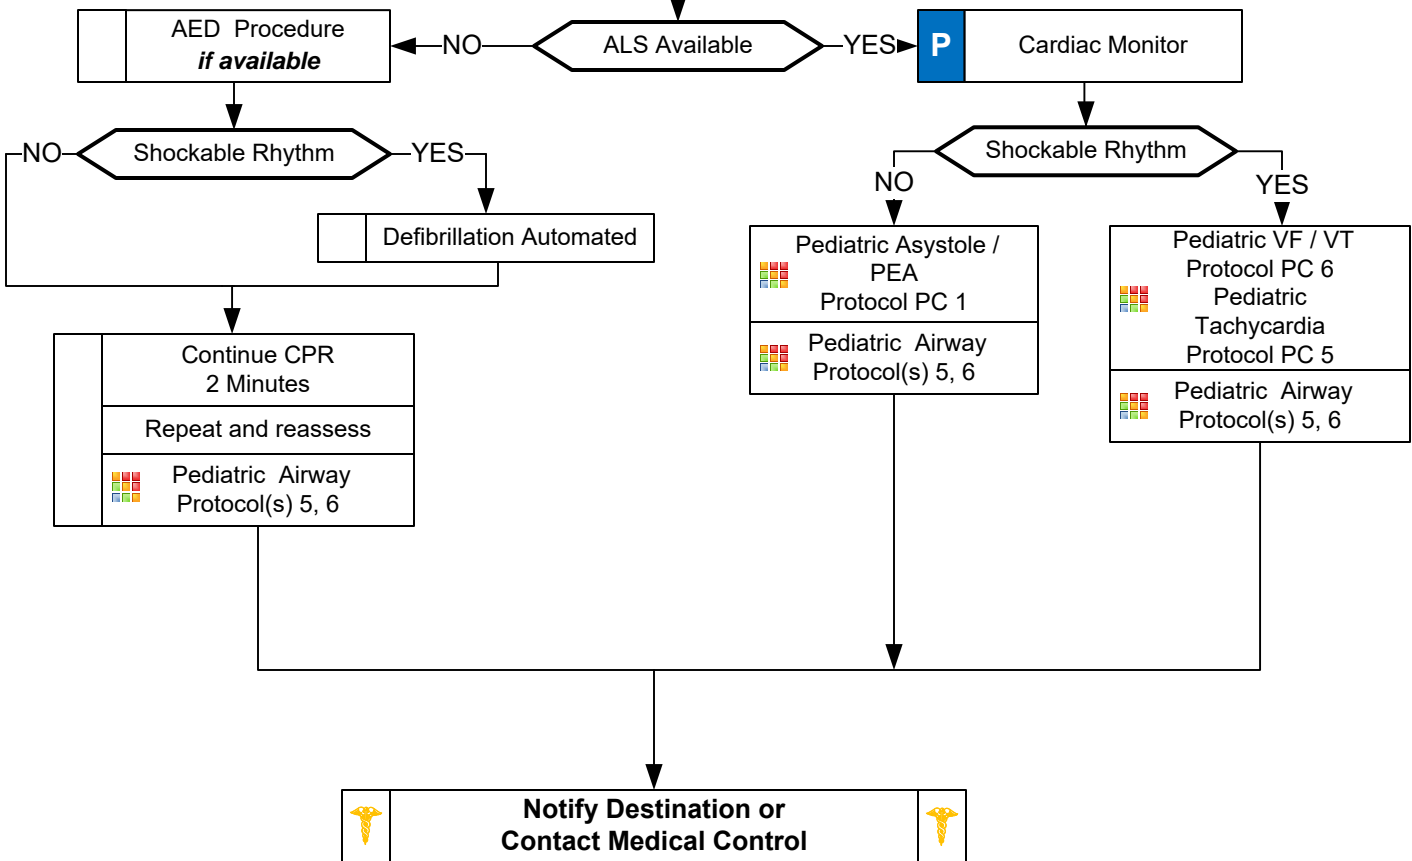 AED  Procedure
if available
NO
ALS Available
YES
P
Cardiac Monitor
NO
Shockable Rhythm
YES
Shockable Rhythm
NO
YES
Defibrillation Automated
Pediatric Asystole /
PEA
Protocol PC 1
Pediatric  Airway
Protocol(s) 5, 6
Pediatric VF / VT
Protocol PC 6
Pediatric
Tachycardia
Protocol PC 5
Pediatric  Airway
Protocol(s) 5, 6
Continue CPR
2 Minutes
Repeat and reassess
Pediatric  Airway
Protocol(s) 5, 6
Notify Destination or
Contact Medical Control